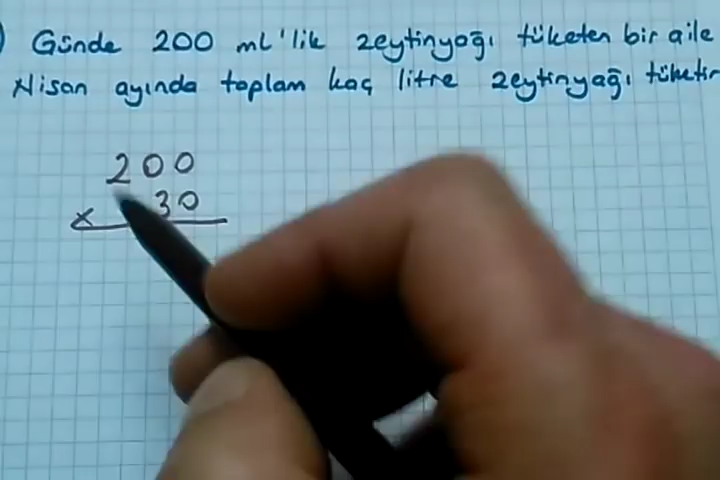 ) Günde 200 ml'lik zeytinyağı tüketen bir aile
Nisan ayında toplam kaç litre zeytinyağı tüketir
200
x 30